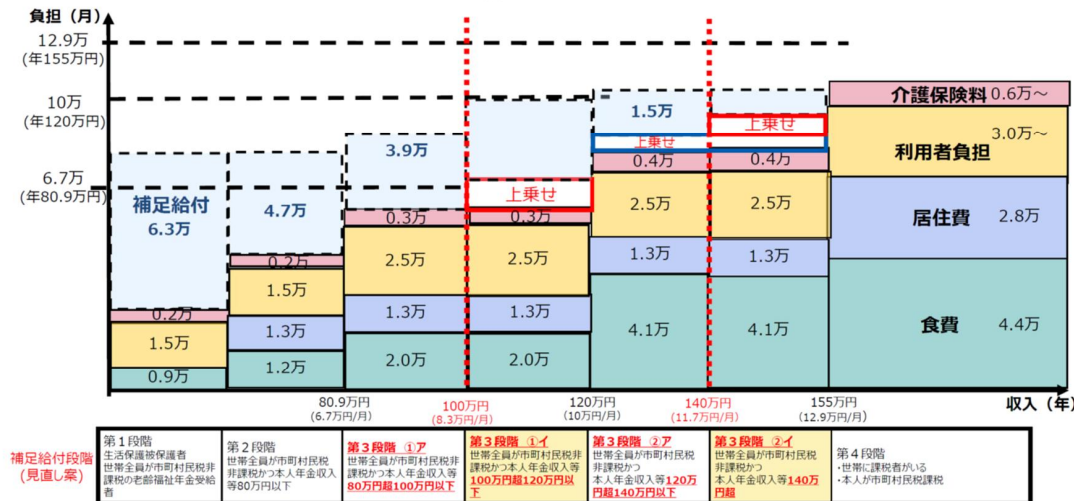 負担（月）
12.9万
(年155万円)
10万
(年120万円)
6.7万
(年80.9万円)
補足給付
6.3万
0.2万
1.5万
0.9万
4.7万
0.2万
1.5万
1.3万
1.2万
3.9万
0.3万
2.5万
1.3万
2.0万
上乗せ
0.3万
2.5万
1.3万
2.0万
1.5万
上乗せ
0.4万
2.5万
1.3万
4.1万
上乗せ
0.4万
2.5万
1.3万
4.1万
介護保険料 0.6万～
利用者負担 3.0万～
居住費 2.8万
食費 4.4万
80.9万円
(6.7万円/月)
100万円
(8.3万円/月)
120万円
(10万円/月)
140万円
(11.7万円/月)
155万円
(12.9万円/月)
収入（年）
補足給付段階
(見直し案)
第１段階
生活保護被保護者
世帯全員が市町村民税非
課税の老齢福祉年金受給
者
第２段階
世帯全員が市町村民税
非課税かつ本人年金収入
等80万円以下
第３段階 ①ア
世帯全員が市町村民税非
課税かつ本人年金収入等
80万円超100万円以下
第３段階 ①イ
世帯全員が市町村民税非
課税かつ本人年金収入等
100万円超120万円以
下
第３段階 ②ア
世帯全員が市町村民税
非課税かつ
本人年金収入等120万
円超140万円以下
第３段階 ②イ
世帯全員が市町村民税
非課税かつ
本人年金収入等140万
円超
第４段階
・世帯に課税者がいる
・本人が市町村民税課税